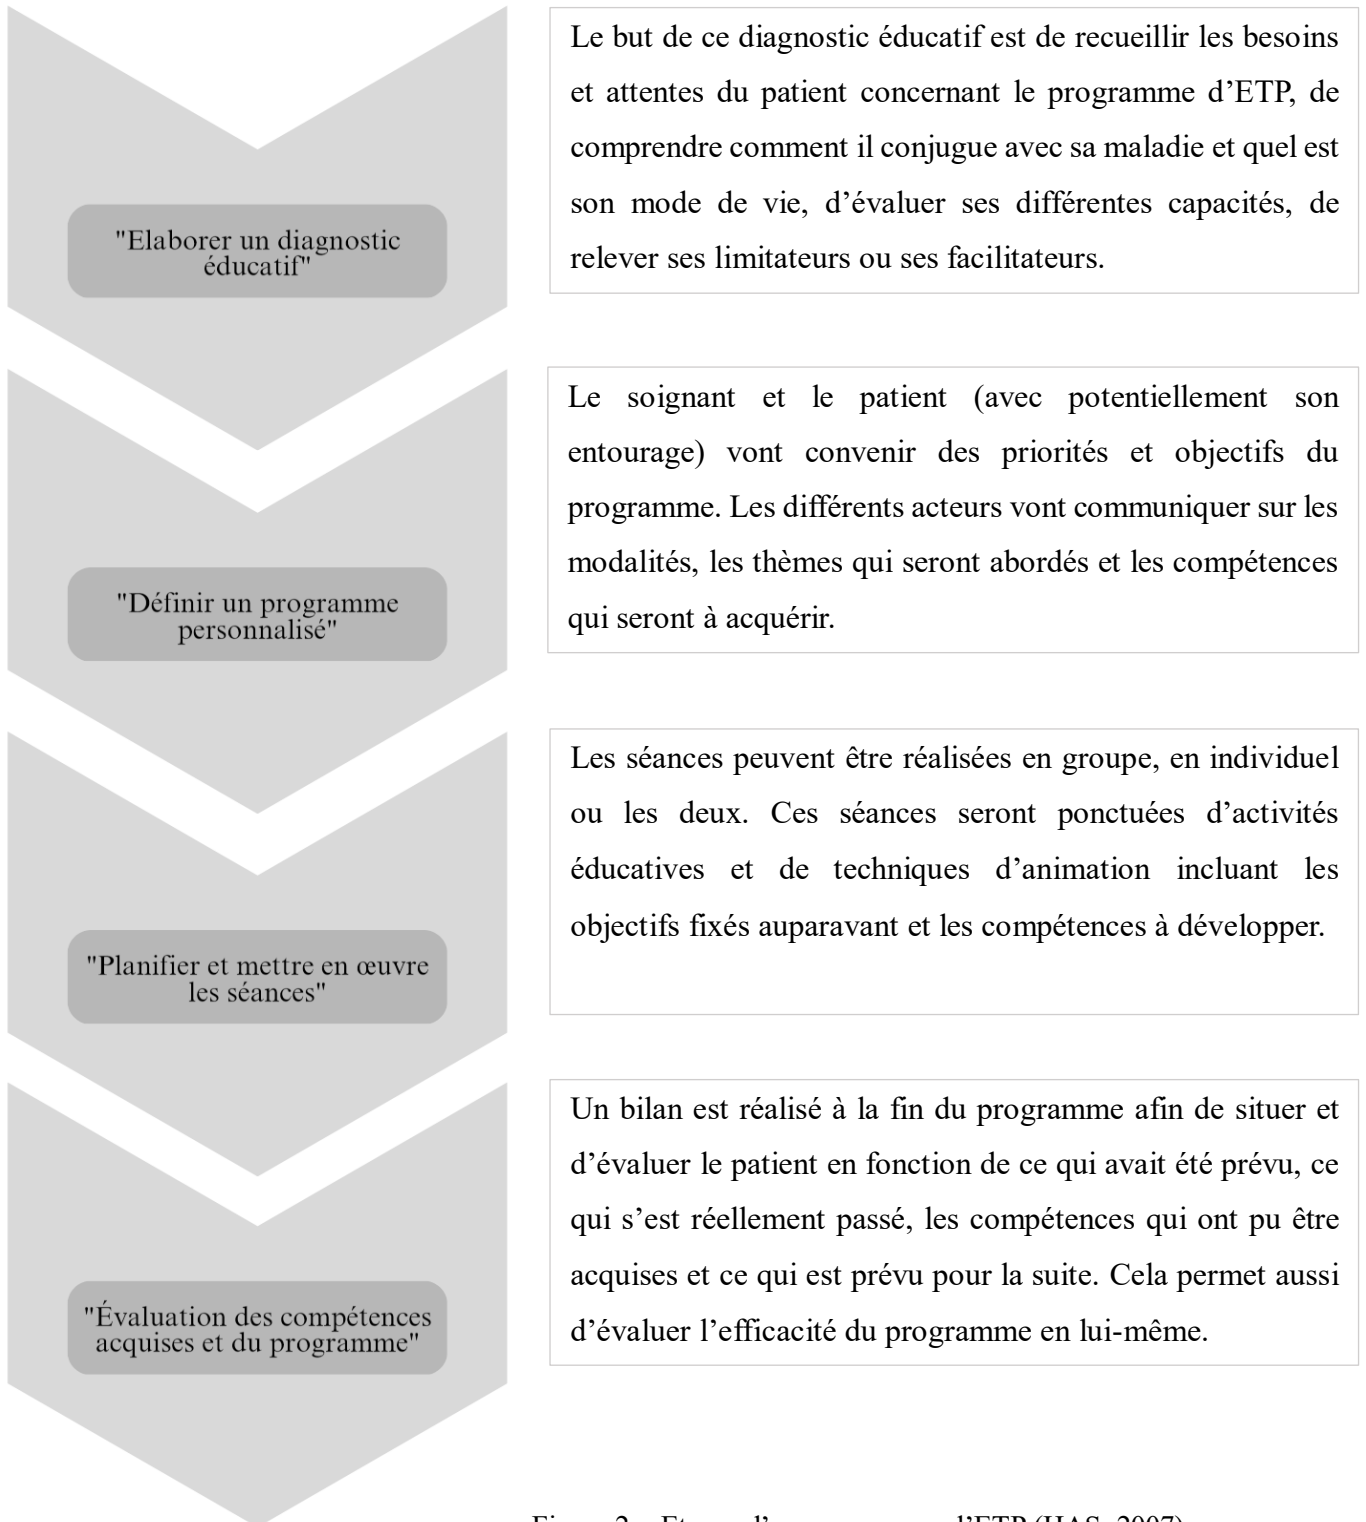 "Elaborer un diagnostic
éducatif"
Le but de ce diagnostic éducatif est de recueillir les besoins
et attentes du patient concernant le programme d’ETP, de
comprendre comment il conjugue avec sa maladie et quel est
son mode de vie, d’évaluer ses différentes capacités, de
relever ses limitateurs ou ses facilitateurs.
"Définir un programme
personnalisé"
Le soignant et le patient (avec potentiellement son
entourage) vont convenir des priorités et objectifs du
programme. Les différents acteurs vont communiquer sur les
modalités, les thèmes qui seront abordés et les compétences
qui seront à acquérir.
"Planifier et mettre en œuvre
les séances"
Les séances peuvent être réalisées en groupe, en individuel
ou les deux. Ces séances seront ponctuées d’activités
éducatives et de techniques d’animation incluant les
objectifs fixés auparavant et les compétences à développer.
"Évaluation des compétences
acquises et du programme"
Un bilan est réalisé à la fin du programme afin de situer et
d’évaluer le patient en fonction de ce qui avait été prévu, ce
qui s’est réellement passé, les compétences qui ont pu être
acquises et ce qui est prévu pour la suite. Cela permet aussi
d’évaluer l’efficacité du programme en lui-même.
d’ETP (HAS, 2007)